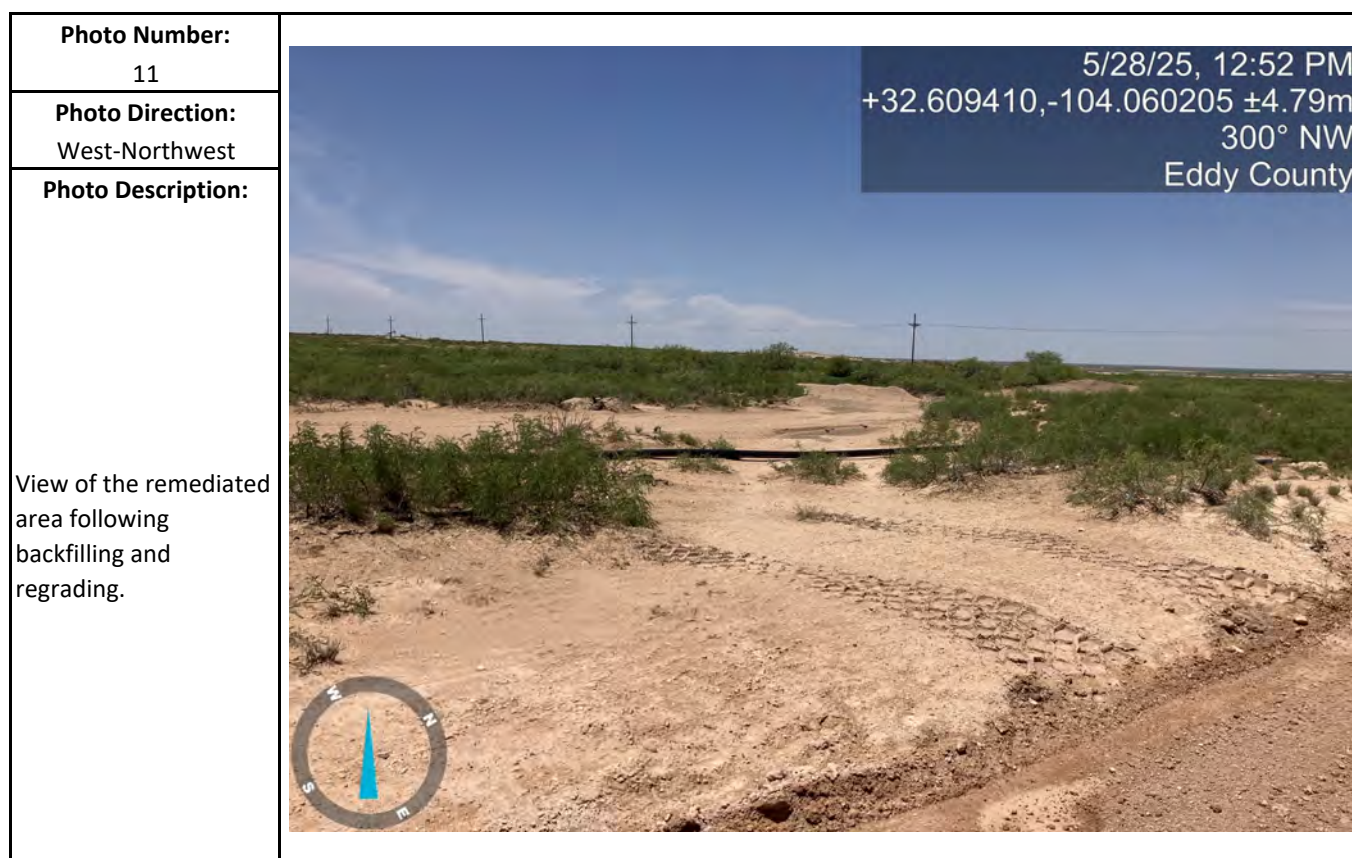 Photo Number:
11
Photo Direction:
West-Northwest
Photo Description:
View of the remediated
area following
backfilling and
regrading.
5/28/25, 12:52 PM
+32.609410,-104.060205 ±4.79m
300° NW
Eddy County
W
N
S
E